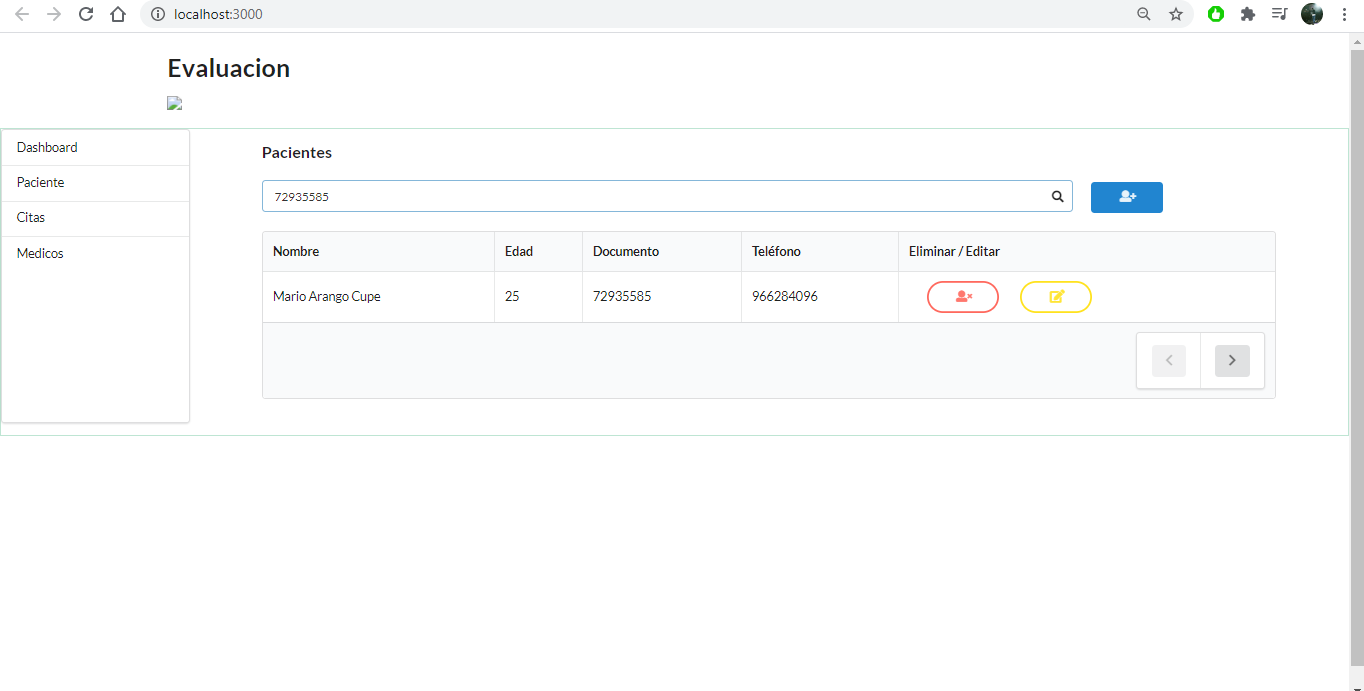 localhost:3000
Evaluacion
Dashboard
Paciente
Citas
Medicos
Pacientes
72935585
Nombre Edad Documento Teléfono Eliminar / Editar
Mario Arango Cupe 25 72935585 966284096